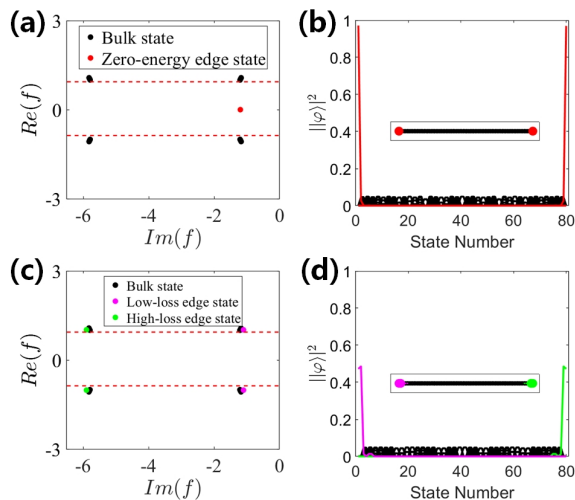 (a)
3
Bulk state
Zero-energy edge state
Re(f)
0
-3
-6
-4
-2
0
Im(f)
(b)
1
0.8
0.6
0.4
0.2
0
||φ⟩|²
0
20
40
60
80
State Number
(c)
3
Bulk state
Low-loss edge state
High-loss edge state
Re(f)
0
-3
-6
-4
-2
0
Im(f)
(d)
1
0.8
0.6
0.4
0.2
0
||φ⟩|²
0
20
40
60
80
State Number